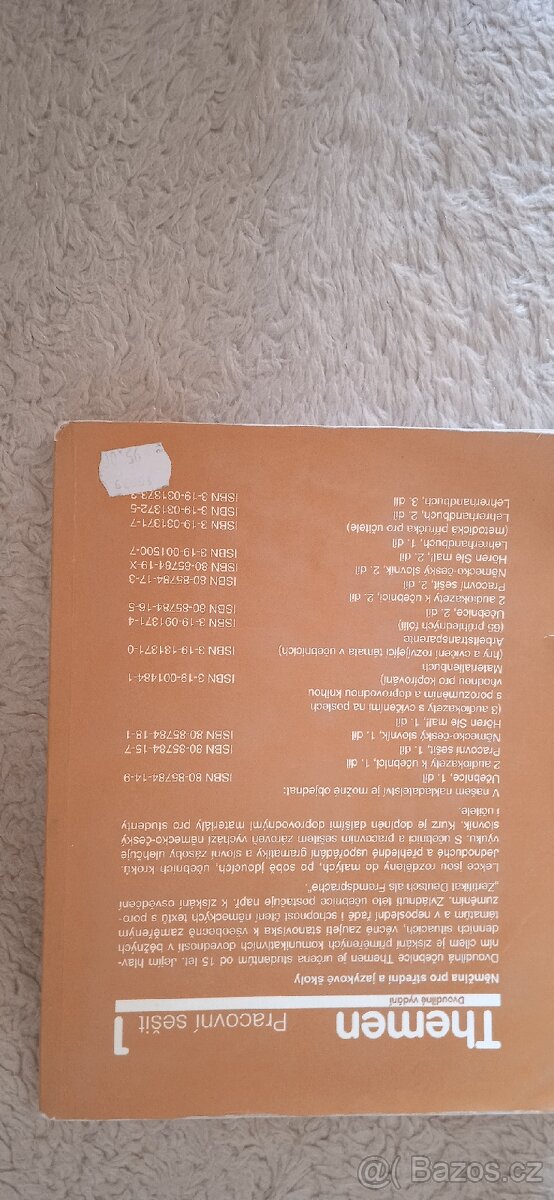 Themen Pracovní sešit 1
Dvoudílné vydání
Němčina pro střední a jazykové školy
Dvoudílná učebnice Themen je určena studentům od 15 let. Jejím hlav-
ním cílem je získání přiměřených komunikativních dovedností v běžných
denních situacích, věcně zaujetí stanoviska k všeobecně zaměřeným
tématům a v neposlední řadě i schopnost čtení německých textů s poro-
zuměním. Zvládnutí této učebnice postačuje např. k získání osvědčení
„Zertifikat Deutsch als Fremdsprache“.
Lekce jsou rozděleny do malých, po sobě jdoucích, učebních kroků.
Jednoduché a přehledné uspořádání gramatiky a slovní zásoby ulehčuje
výuku. S učebnicí a pracovním sešitem zároveň vychází německo-český
slovník. Kurz je doplněn dalšími doprovodnými materiály pro studenty
i učitele.
V našem nakladatelství je možné objednat:
Učebnice, 1. díl ISBN 80-85784-14-9
2 audiokazety k učebnici, 1. díl
Pracovní sešit, 1. díl ISBN 80-85784-15-7
Německo-český slovník, 1. díl ISBN 80-85784-18-1
Hören Sie mal!, 1. díl
(3 audiokazety s cvičeními na poslech
s porozuměním a doprovodnou knihou
vhodnou pro kopírování) ISBN 3-19-001484-1
Materialienbuch
(hry a cvičení rozvíjející témata v učebnicích) ISBN 3-19-181371-0
Arbeitstransparente
(65 průhledných fólií) ISBN 3-19-091371-4
Učebnice, 2. díl ISBN 80-85784-16-5
2 audiokazety k učebnici, 2. díl
Pracovní sešit, 2. díl ISBN 80-85784-17-3
Německo-český slovník, 2. díl ISBN 80-85784-19-X
Hören Sie mal!, 2. díl ISBN 3-19-001500-7
Lehrerhandbuch, 1. díl
(metodická příručka pro učitele) ISBN 3-19-031371-7
Lehrerhandbuch, 2. díl ISBN 3-19-031372-5
Lehrerhandbuch, 3. díl ISBN 3-19-031373-3
Bazos.cz